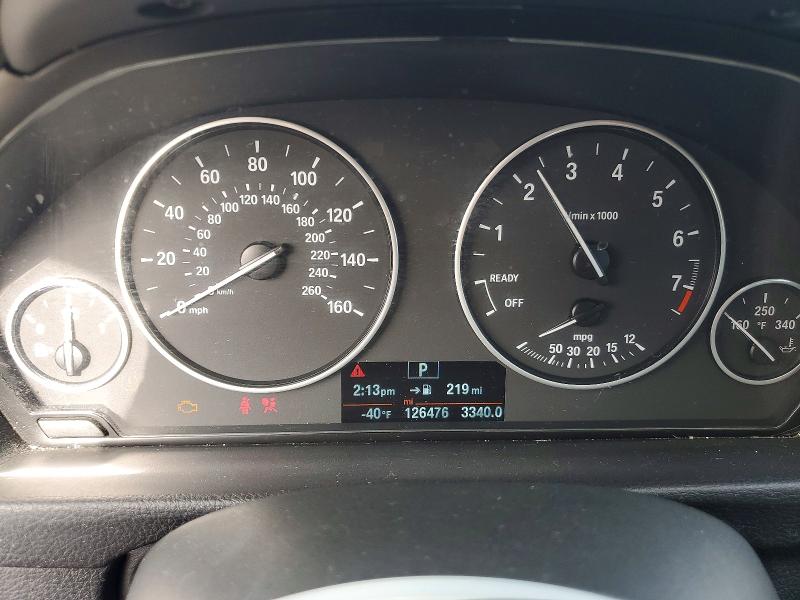 20
40
60
80
100
120
140
160
0 mph
20
40
60
80
100
120
140
160
180
200
220
240
260
km/h
1
2
3
4
5
6
7
1/min x 1000
READY
OFF
mpg
50 30 20 15 12
250
160 °F 340
P
2:13pm 219 mi
mi
-40°F 126476 3340.0